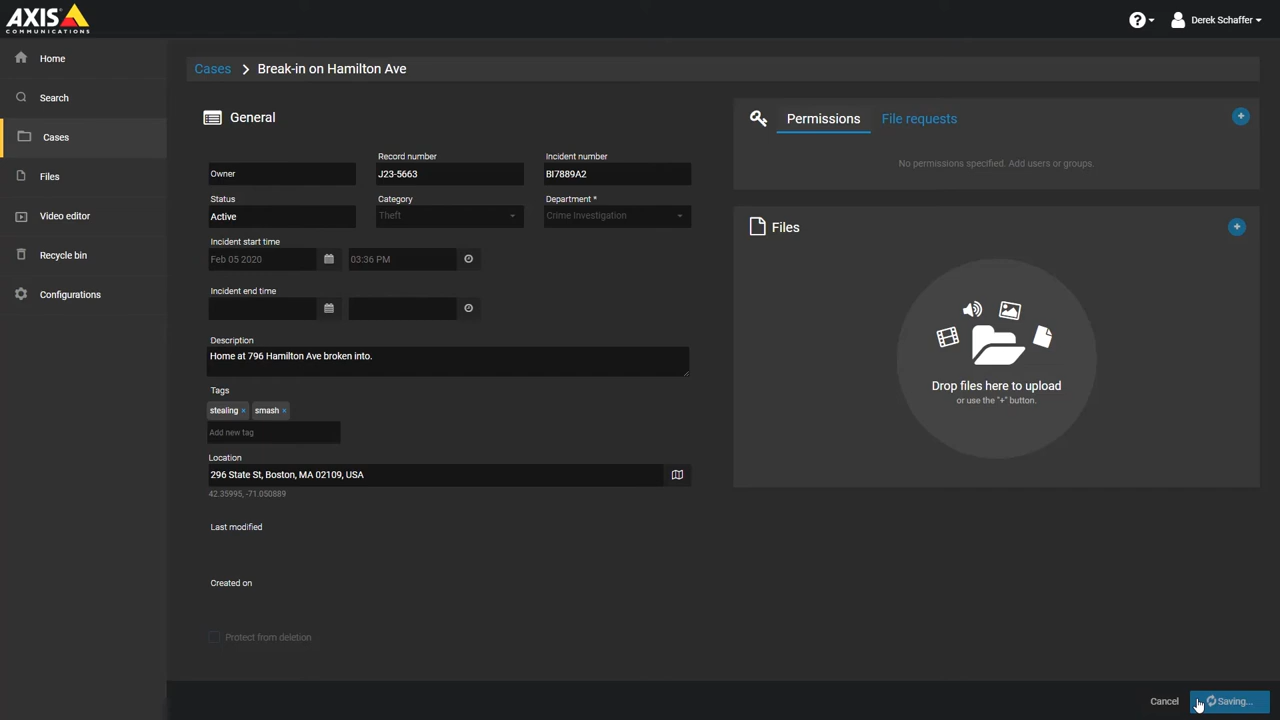 AXIS
COMMUNICATIONS
Derek Schaffer
Home
Search
Cases
Files
Video editor
Recycle bin
Configurations
Cases > Break-in on Hamilton Ave
General
Record number
Incident number
Owner
J23-5663
BI7889A2
Status
Category
Department *
Active
Theft
Crime Investigation
Incident start time
Feb 05 2020
03:36 PM
Incident end time
Description
Home at 796 Hamilton Ave broken into.
Tags
stealing × smash ×
Add new tag
Location
296 State St, Boston, MA 02109, USA
42.35995, -71.050889
Last modified
Created on
Protect from deletion
Permissions
File requests
No permissions specified. Add users or groups.
Files
Drop files here to upload
or use the "+" button.
Cancel
Saving...